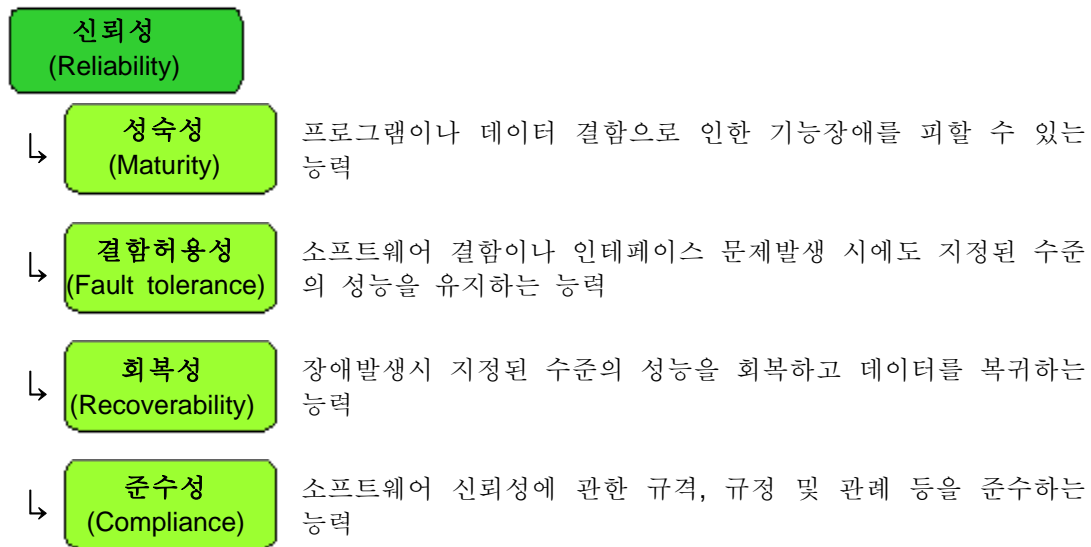 신뢰성
(Reliability)
성숙성
(Maturity)
프로그램이나 데이터 결함으로 인한 기능장애를 피할 수 있는
능력
결함허용성
(Fault tolerance)
소프트웨어 결함이나 인테페이스 문제발생 시에도 지정된 수준
의 성능을 유지하는 능력
회복성
(Recoverability)
장애발생시 지정된 수준의 성능을 회복하고 데이터를 복귀하는
능력
준수성
(Compliance)
소프트웨어 신뢰성에 관한 규격, 규정 및 관례 등을 준수하는
능력